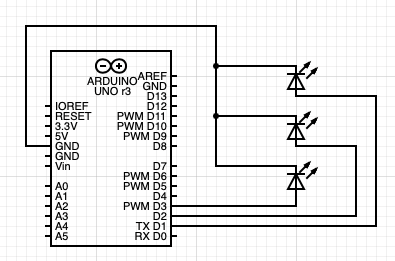 ARDUINO
UNO r3
AREF
GND
D13
IOREF D12
RESET PWM D11
3.3V PWM D10
5V PWM D9
GND D8
GND
Vin D7
PWM D6
A0 PWM D5
A1 D4
A2 PWM D3
A3 D2
A4 TX D1
A5 RX D0